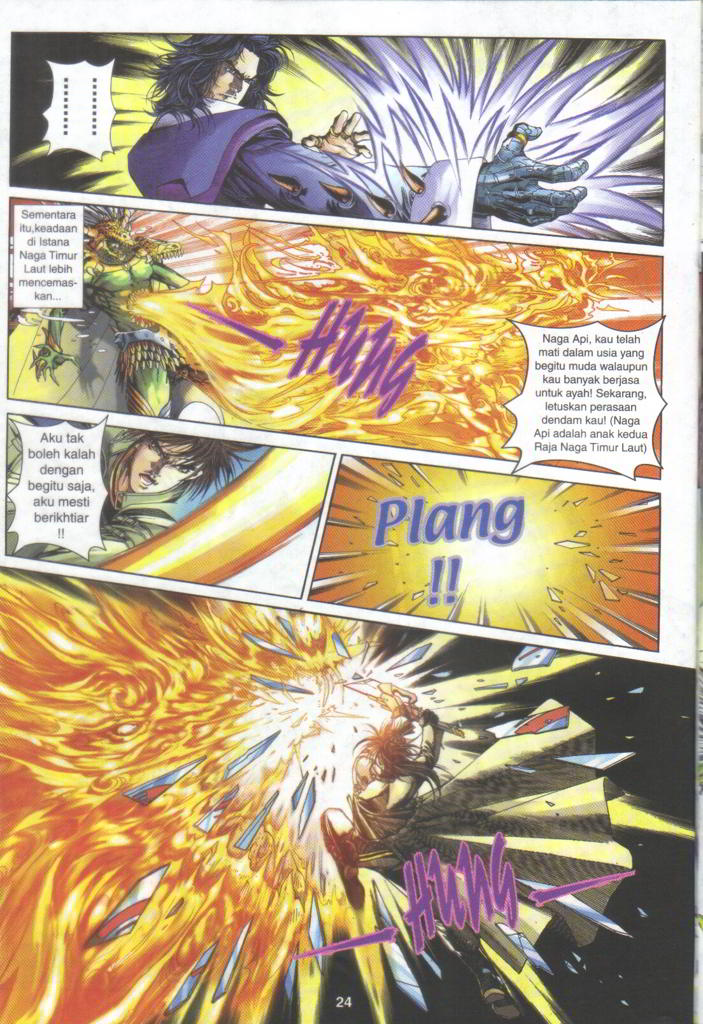 !!
Sementara
itu,keadaan
di Istana
Naga Timur
Laut lebih
mencemas-
kan...
HUNG
Naga Api, kau telah
mati dalam usia yang
begitu muda walaupun
kau banyak berjasa
untuk ayah! Sekarang,
letuskan perasaan
dendam kau! (Naga
Api adalah anak kedua
Raja Naga Timur Laut)
Aku tak
boleh kalah
dengan
begitu saja,
aku mesti
berikhtiar
!!
Plang
!!
HUNG
24